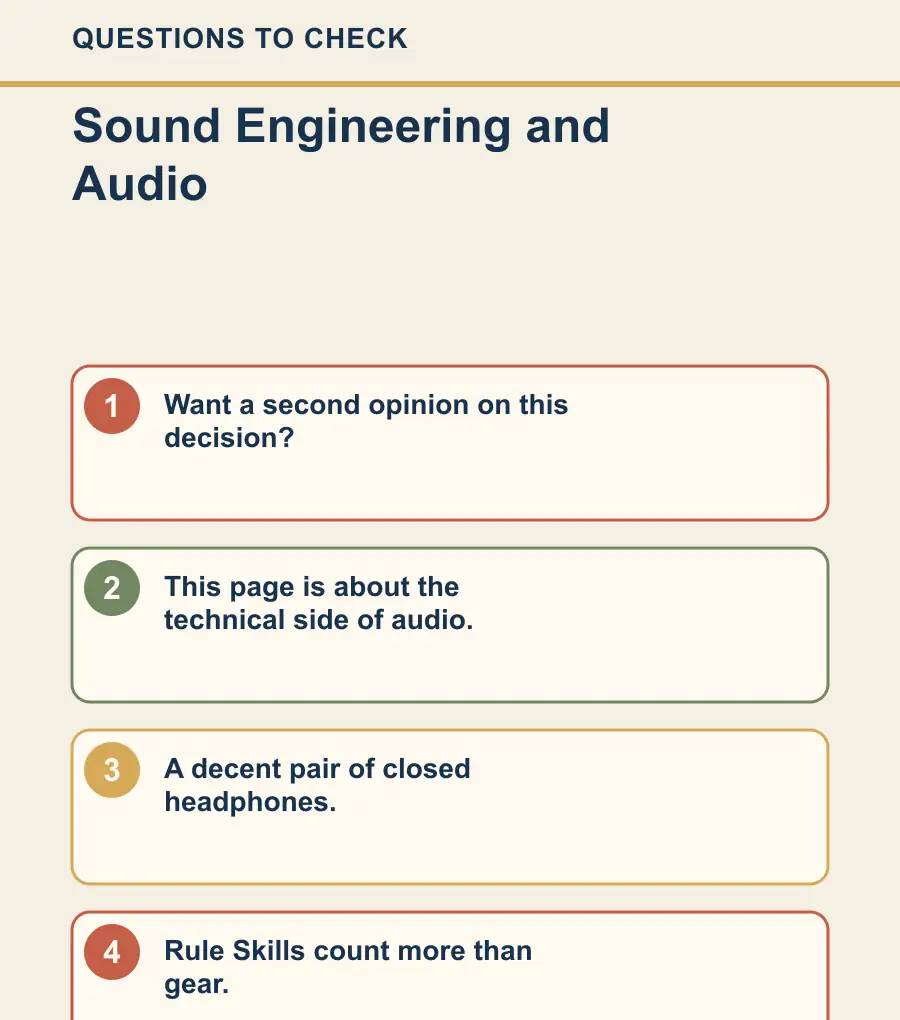 QUESTIONS TO CHECK
Sound Engineering and
Audio
1
Want a second opinion on this
decision?
2
This page is about the
technical side of audio.
3
A decent pair of closed
headphones.
4
Rule Skills count more than
gear.